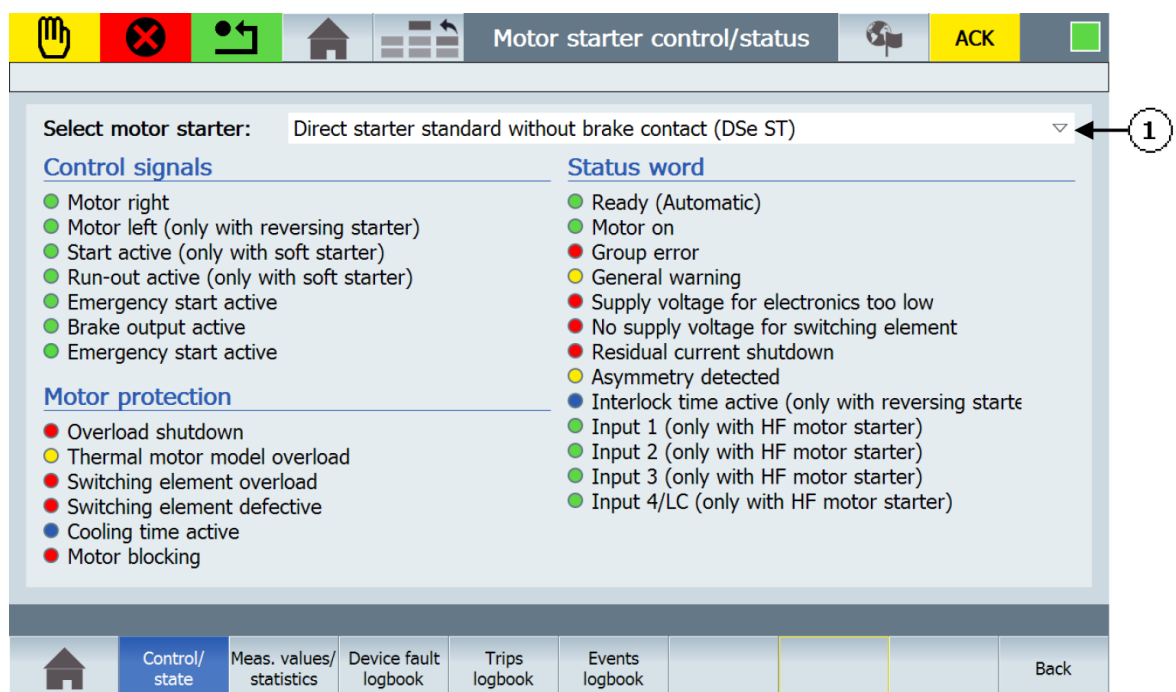 Motor starter control/status
ACK
Select motor starter:
Direct starter standard without brake contact (DSe ST)
1
Control signals
Motor right
Motor left (only with reversing starter)
Start active (only with soft starter)
Run-out active (only with soft starter)
Emergency start active
Brake output active
Emergency start active
Motor protection
Overload shutdown
Thermal motor model overload
Switching element overload
Switching element defective
Cooling time active
Motor blocking
Status word
Ready (Automatic)
Motor on
Group error
General warning
Supply voltage for electronics too low
No supply voltage for switching element
Residual current shutdown
Asymmetry detected
Interlock time active (only with reversing starte
Input 1 (only with HF motor starter)
Input 2 (only with HF motor starter)
Input 3 (only with HF motor starter)
Input 4/LC (only with HF motor starter)
Control/
state
Meas. values/
statistics
Device fault
logbook
Trips
logbook
Events
logbook
Back